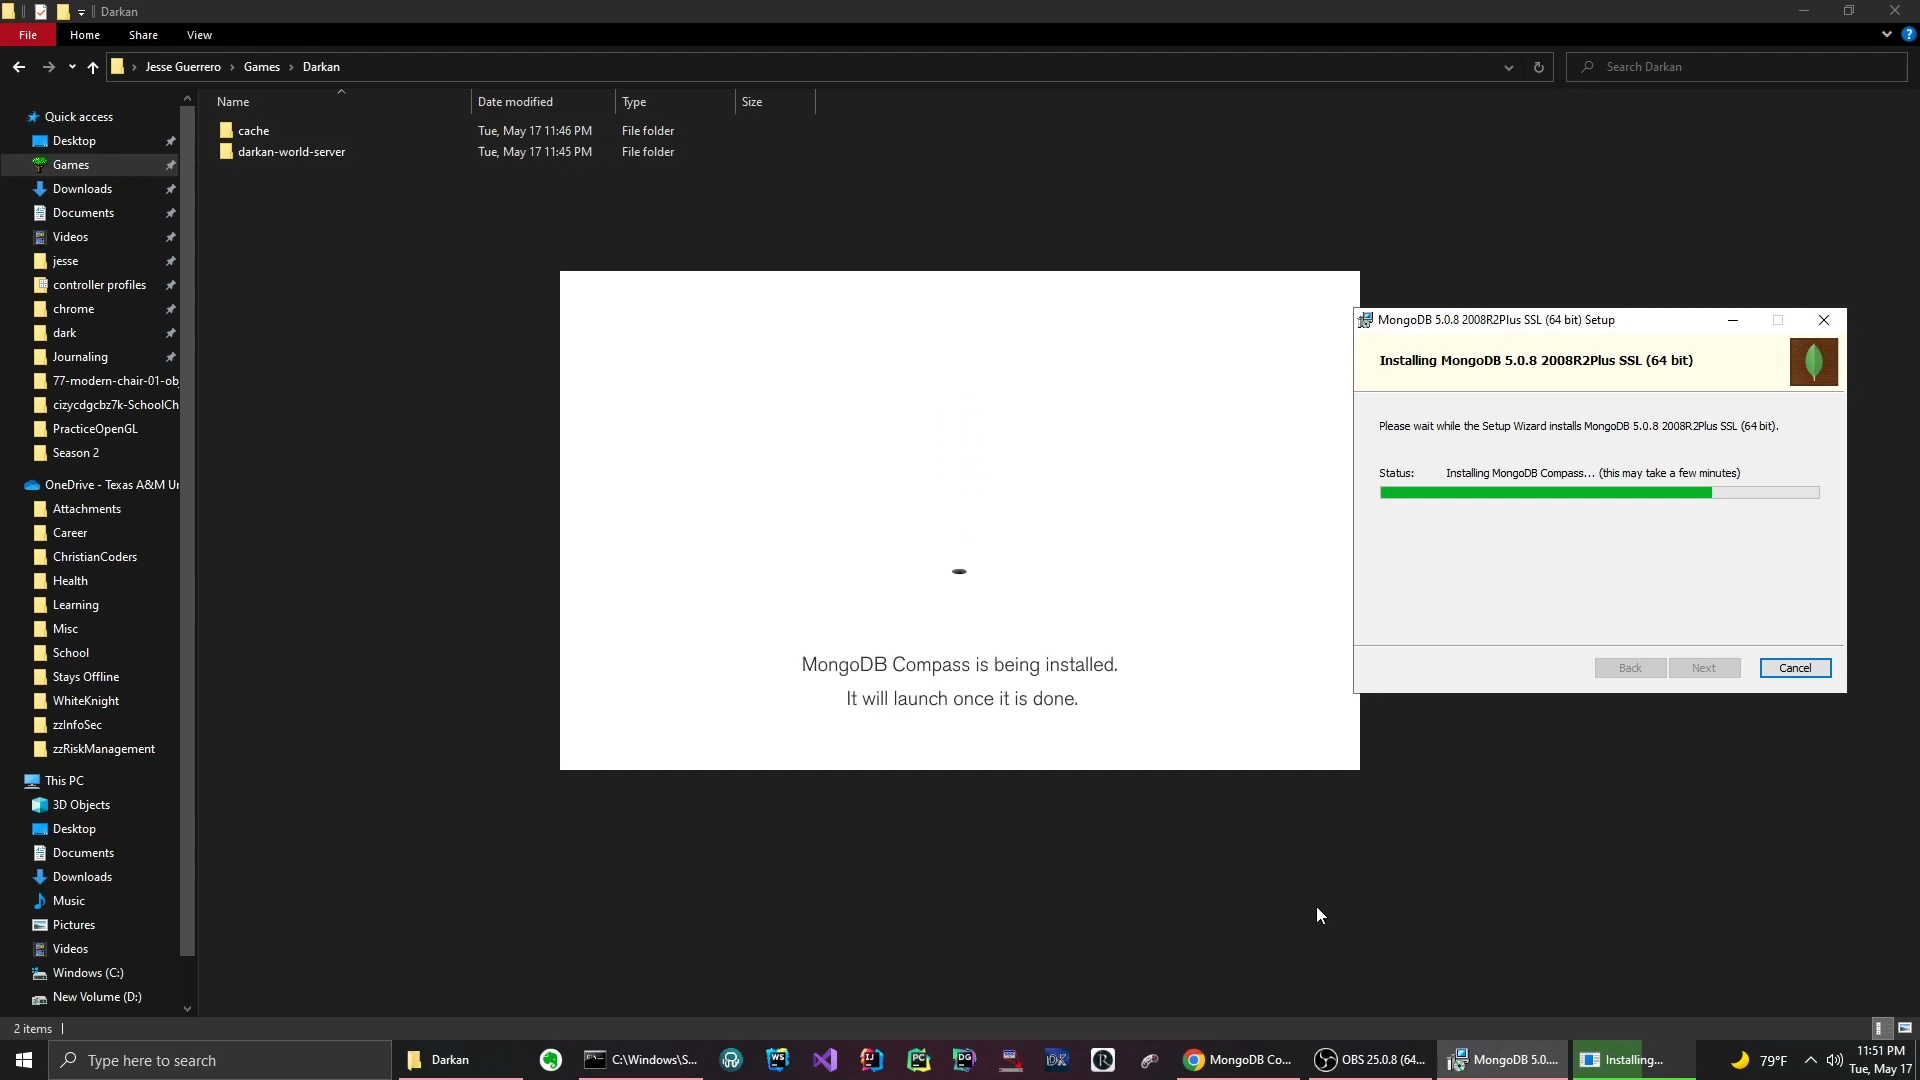 Darkan
File
Home
Share
View
?
Jesse Guerrero
Games
Darkan
Search Darkan
Name
Date modified
Type
Size
cache
Tue, May 17 11:46 PM
File folder
darkan-world-server
Tue, May 17 11:45 PM
File folder
Quick access
Desktop
Games
Downloads
Documents
Videos
jesse
controller profiles
chrome
dark
Journaling
77-modern-chair-01-obj
cizycdgcbz7k-SchoolCh
PracticeOpenGL
Season 2
OneDrive - Texas A&M Ur
Attachments
Career
ChristianCoders
Health
Learning
Misc
School
Stays Offline
WhiteKnight
zzInfoSec
zzRiskManagement
This PC
3D Objects
Desktop
Documents
Downloads
Music
Pictures
Videos
Windows (C:)
New Volume (D:)
MongoDB Compass is being installed.
It will launch once it is done.
MongoDB 5.0.8 2008R2Plus SSL (64 bit) Setup
Installing MongoDB 5.0.8 2008R2Plus SSL (64 bit)
Please wait while the Setup Wizard installs MongoDB 5.0.8 2008R2Plus SSL (64 bit).
Status:
Installing MongoDB Compass... (this may take a few minutes)
Back
Next
Cancel
2 items
Type here to search
Darkan
C:\Windows\S...
WS
IJ
PC
DG
IDK
R
MongoDB Co...
OBS 25.0.8 (64...
MongoDB 5.0....
Installing...
79°F
11:51 PM
Tue, May 17